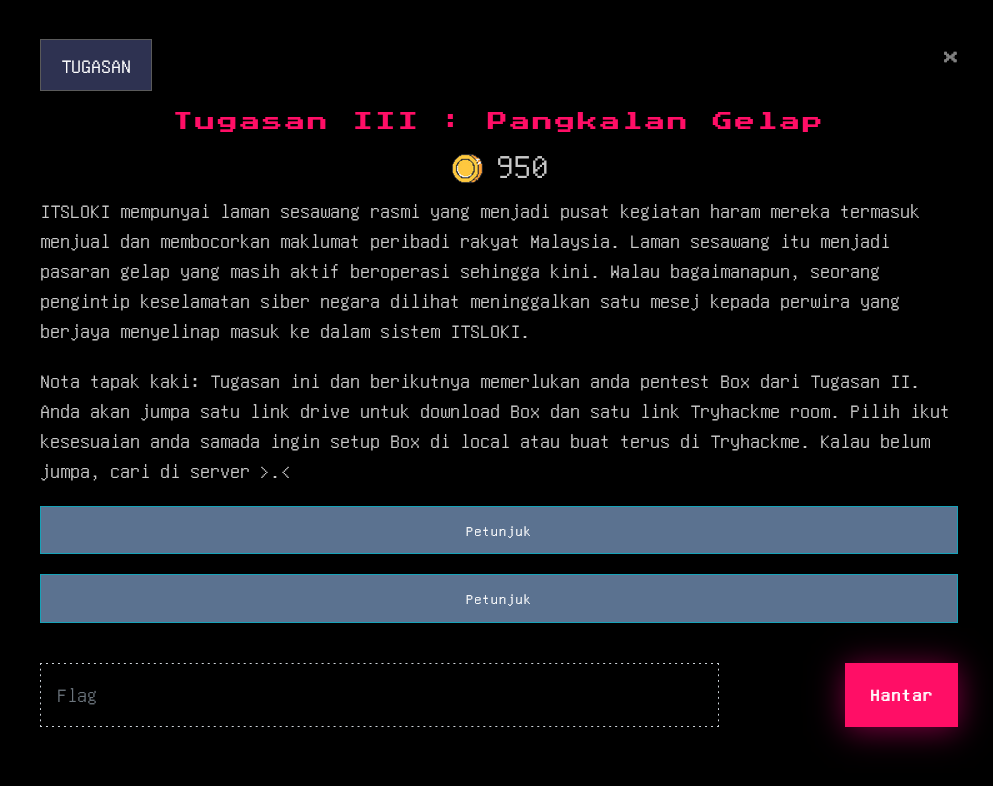 TUGASAN
×
Tugasan III : Pangkalan Gelap
950
ITSLOKI mempunyai laman sesawang rasmi yang menjadi pusat kegiatan haram mereka termasuk
menjual dan membocorkan maklumat peribadi rakyat Malaysia. Laman sesawang itu menjadi
pasaran gelap yang masih aktif beroperasi sehingga kini. Walau bagaimanapun, seorang
pengintip keselamatan siber negara dilihat meninggalkan satu mesej kepada perwira yang
berjaya menyelinap masuk ke dalam sistem ITSLOKI.
Nota tapak kaki: Tugasan ini dan berikutnya memerlukan anda pentest Box dari Tugasan II.
Anda akan jumpa satu link drive untuk download Box dan satu link Tryhackme room. Pilih ikut
kesesuaian anda samada ingin setup Box di local atau buat terus di Tryhackme. Kalau belum
jumpa, cari di server >.<
Petunjuk
Petunjuk
Flag
Hantar